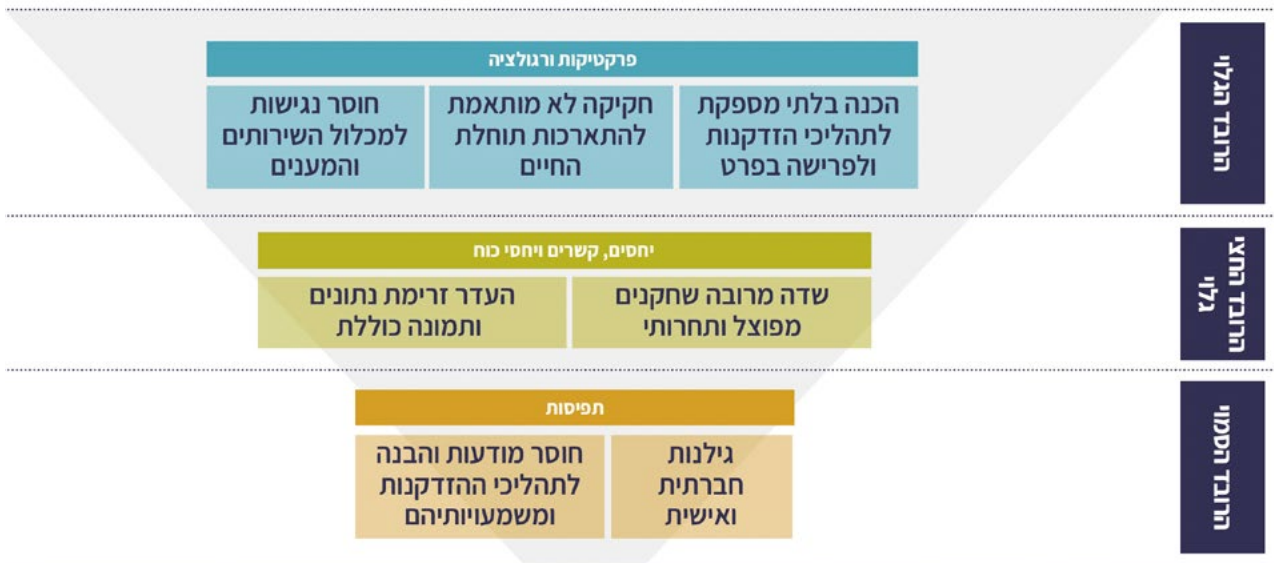 הרובד הגלוי
פרקטיקות ורגולציה
הכנה בלתי מספקת
לתהליכי הזדקנות
ולפרישה בפרט
חקיקה לא מותאמת
להתארכות תוחלת
החיים
חוסר נגישות
למכלול השירותים
והמענים
הרובד החצי
גלוי
יחסים, קשרים ויחסי כוח
שדה מרובה שחקנים
מפוצל ותחרותי
העדר זרימת נתונים
ותמונה כוללת
הרובד הסמוי
תפיסות
גילנות
חברתית
ואישית
חוסר מודעות והבנה
לתהליכי ההזדקנות
ומשמעויותיהם